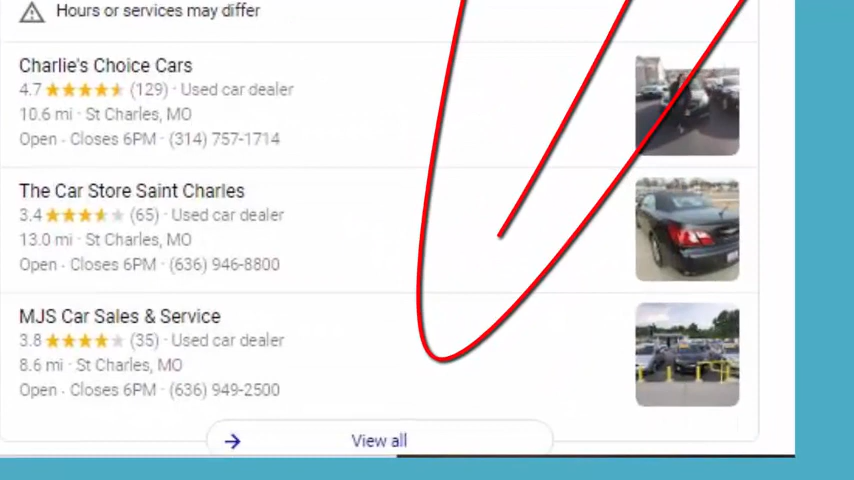 Hours or services may differ
Charlie's Choice Cars
4.7 (129) · Used car dealer
10.6 mi · St Charles, MO
Open · Closes 6PM · (314) 757-1714
The Car Store Saint Charles
3.4 (65) · Used car dealer
13.0 mi · St Charles, MO
Open · Closes 6PM · (636) 946-8800
MJS Car Sales & Service
3.8 (35) · Used car dealer
8.6 mi · St Charles, MO
Open · Closes 6PM · (636) 949-2500
View all